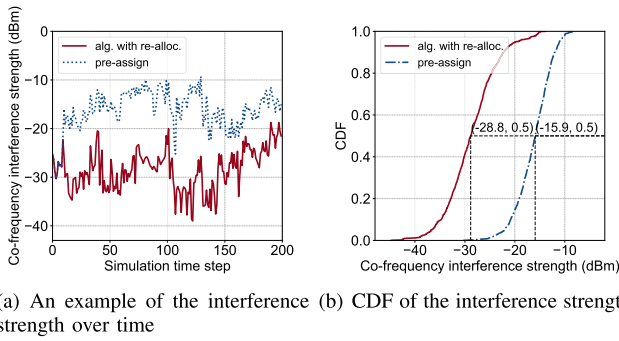 Co-frequency interference strength (dBm)
0
−10
−20
−30
−40
alg. with re-alloc.
pre-assign
0 50 100 150 200
Simulation time step
CDF
1.0
0.8
0.6
0.4
0.2
0.0
alg. with re-alloc.
pre-assign
(-28.8, 0.5)
(-15.9, 0.5)
−40 −30 −20 −10
Co-frequency interference strength (dBm)
(a) An example of the interference
strength over time
(b) CDF of the interference strength